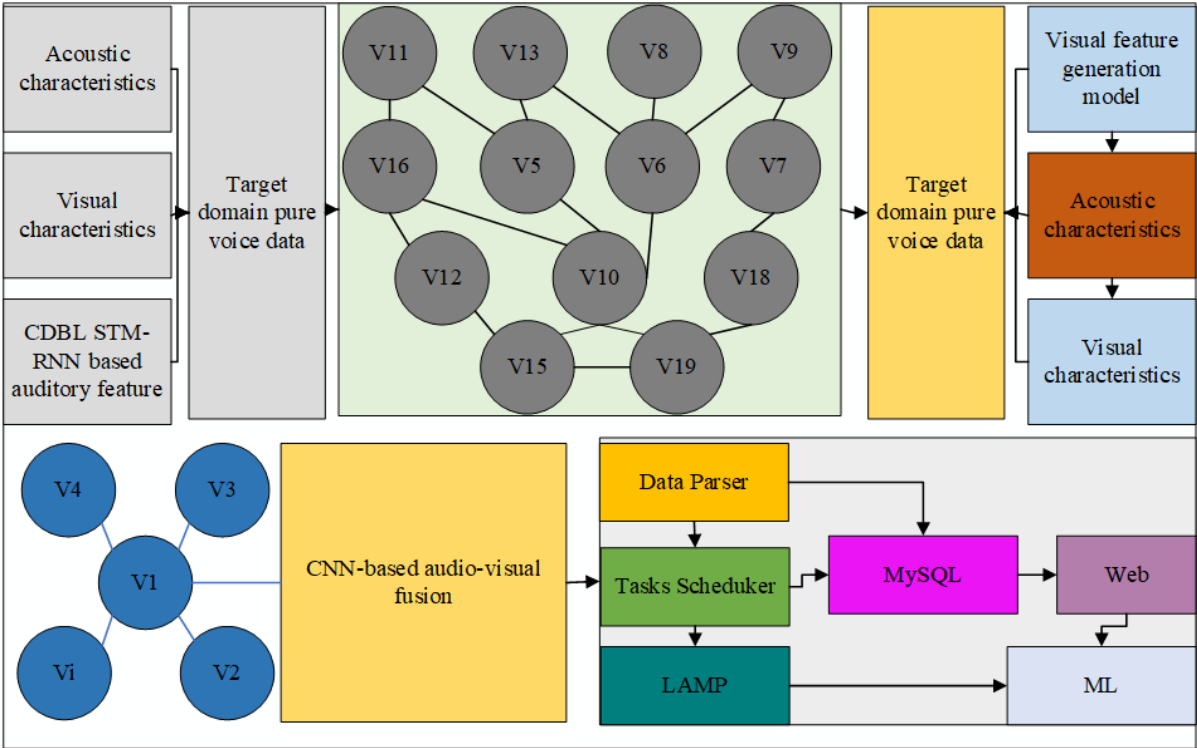 Acoustic
characteristics
Visual
characteristics
CDBL STM-
RNN based
auditory feature
Target
domain pure
voice data
V11
V13
V8
V9
V16
V5
V6
V7
V12
V10
V18
V15
V19
Target
domain pure
voice data
Visual feature
generation
model
Acoustic
characteristics
Visual
characteristics
V4
V3
V1
Vi
V2
CNN-based audio-visual
fusion
Data Parser
Tasks Scheduker
MySQL
Web
LAMP
ML